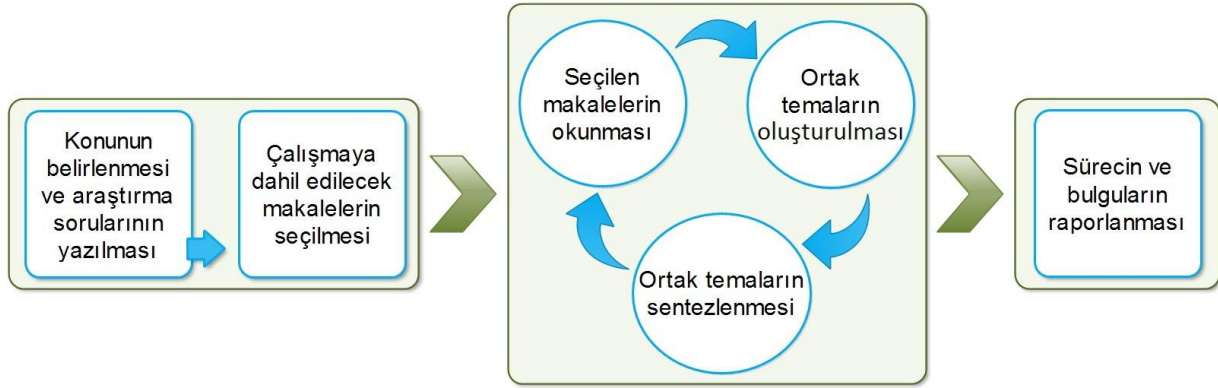 Konunun
belirlenmesi
ve araştırma
sorularının
yazılması
Çalışmaya
dahil edilecek
makalelerin
seçilmesi
Seçilen
makalelerin
okunması
Ortak
temaların
oluşturulması
Ortak temaların
sentezlenmesi
Sürecin ve
bulguların
raporlanması